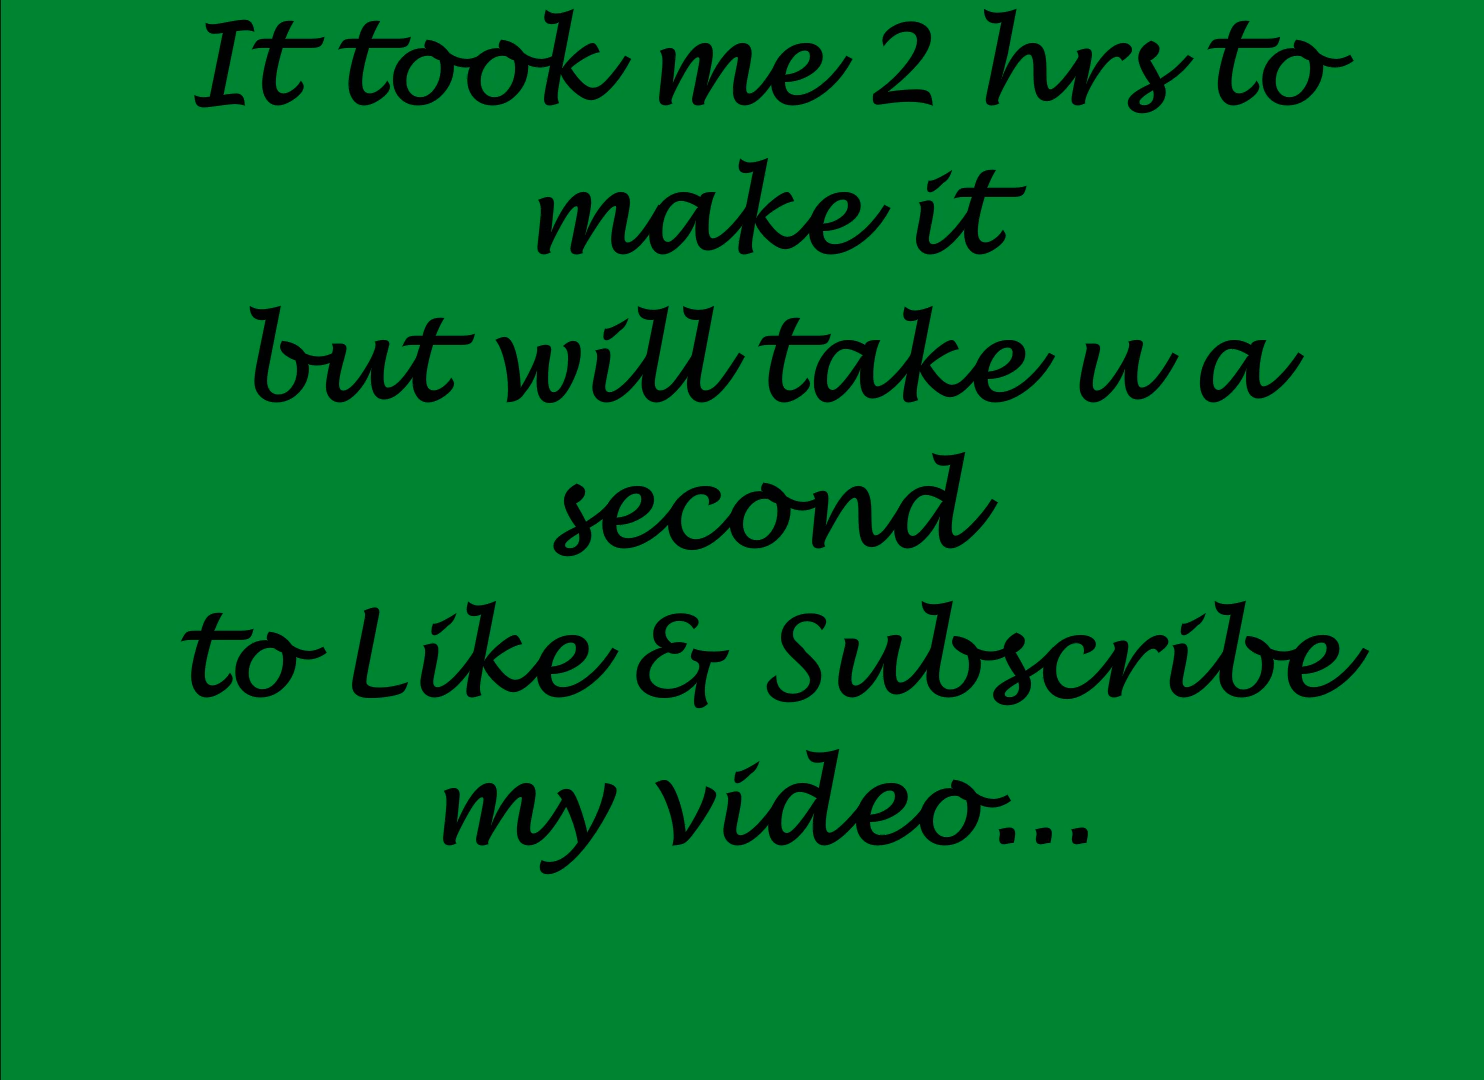 It took me 2 hrs to
make it
but will take u a
second
to Like & Subscribe
my video...